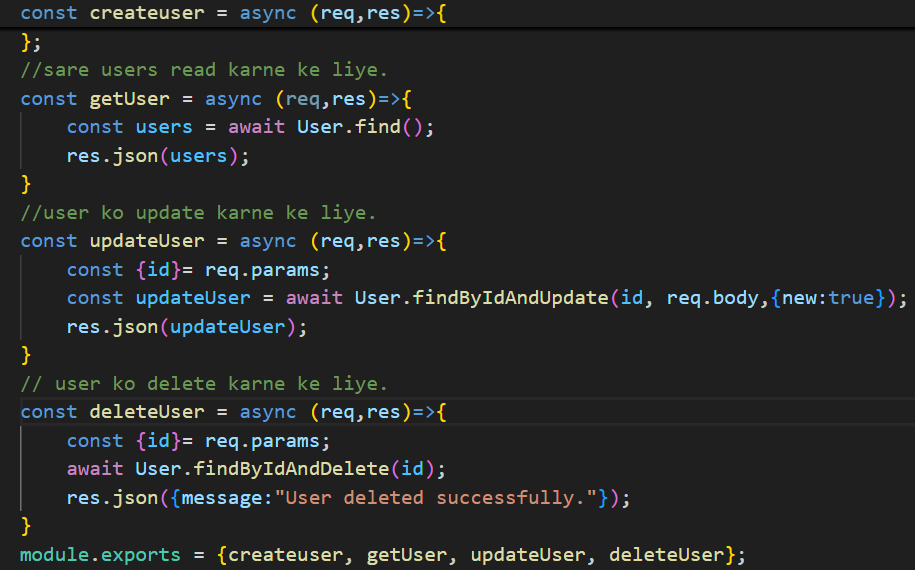 const createuser = async (req,res)=>{
};
//sare users read karne ke liye.
const getUser = async (req,res)=>{
    const users = await User.find();
    res.json(users);
}
//user ko update karne ke liye.
const updateUser = async (req,res)=>{
    const {id}= req.params;
    const updateUser = await User.findByIdAndUpdate(id, req.body,{new:true});
    res.json(updateUser);
}
// user ko delete karne ke liye.
const deleteUser = async (req,res)=>{
    const {id}= req.params;
    await User.findByIdAndDelete(id);
    res.json({message:"User deleted successfully."});
}
module.exports = {createuser, getUser, updateUser, deleteUser};